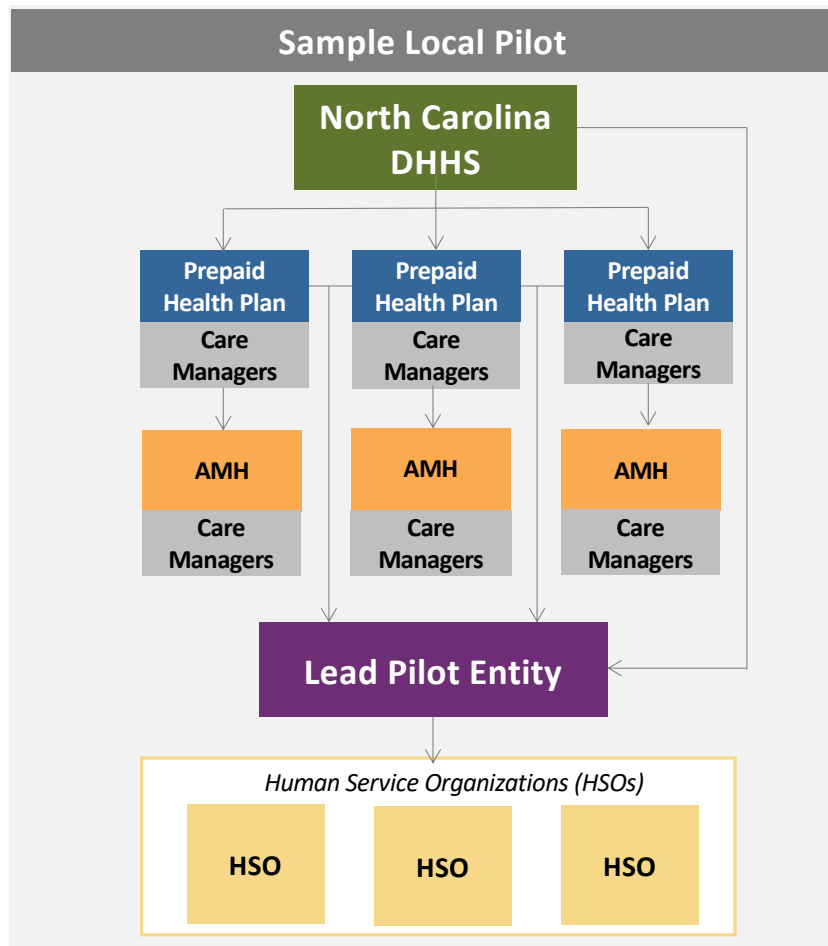 Sample Local Pilot
North Carolina
DHHS
Prepaid
Health Plan
Prepaid
Health Plan
Prepaid
Health Plan
Care
Managers
Care
Managers
Care
Managers
AMH
AMH
AMH
Care
Managers
Care
Managers
Care
Managers
Lead Pilot Entity
Human Service Organizations (HSOs)
HSO
HSO
HSO